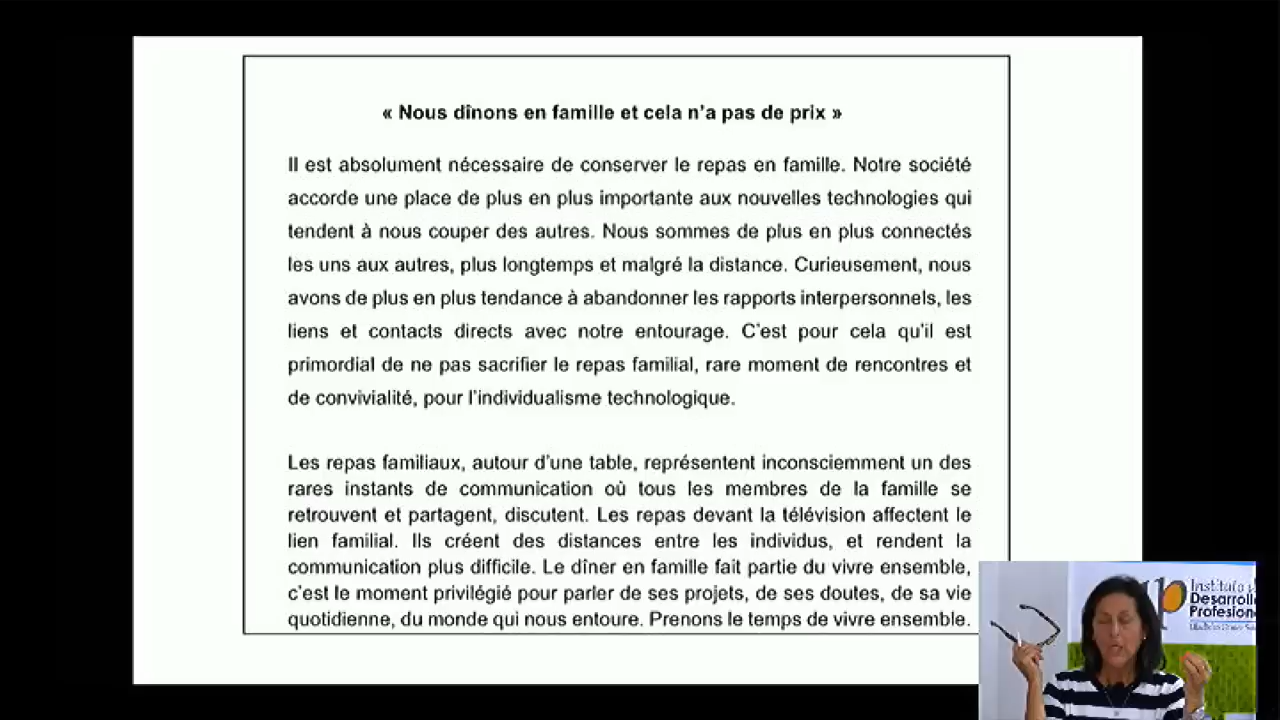 « Nous dînons en famille et cela n'a pas de prix »
Il est absolument nécessaire de conserver le repas en famille. Notre société
accorde une place de plus en plus importante aux nouvelles technologies qui
tendent à nous couper des autres. Nous sommes de plus en plus connectés
les uns aux autres, plus longtemps et malgré la distance. Curieusement, nous
avons de plus en plus tendance à abandonner les rapports interpersonnels, les
liens et contacts directs avec notre entourage. C'est pour cela qu'il est
primordial de ne pas sacrifier le repas familial, rare moment de rencontres et
de convivialité, pour l'individualisme technologique.
Les repas familiaux, autour d'une table, représentent inconsciemment un des
rares instants de communication où tous les membres de la famille se
retrouvent et partagent, discutent. Les repas devant la télévision affectent le
lien familial. Ils créent des distances entre les individus, et rendent la
communication plus difficile. Le dîner en famille fait partie du vivre ensemble,
c'est le moment privilégié pour parler de ses projets, de ses doutes, de sa vie
quotidienne, du monde qui nous entoure. Prenons le temps de vivre ensemble.
Instituto
Desarroll
Profesion